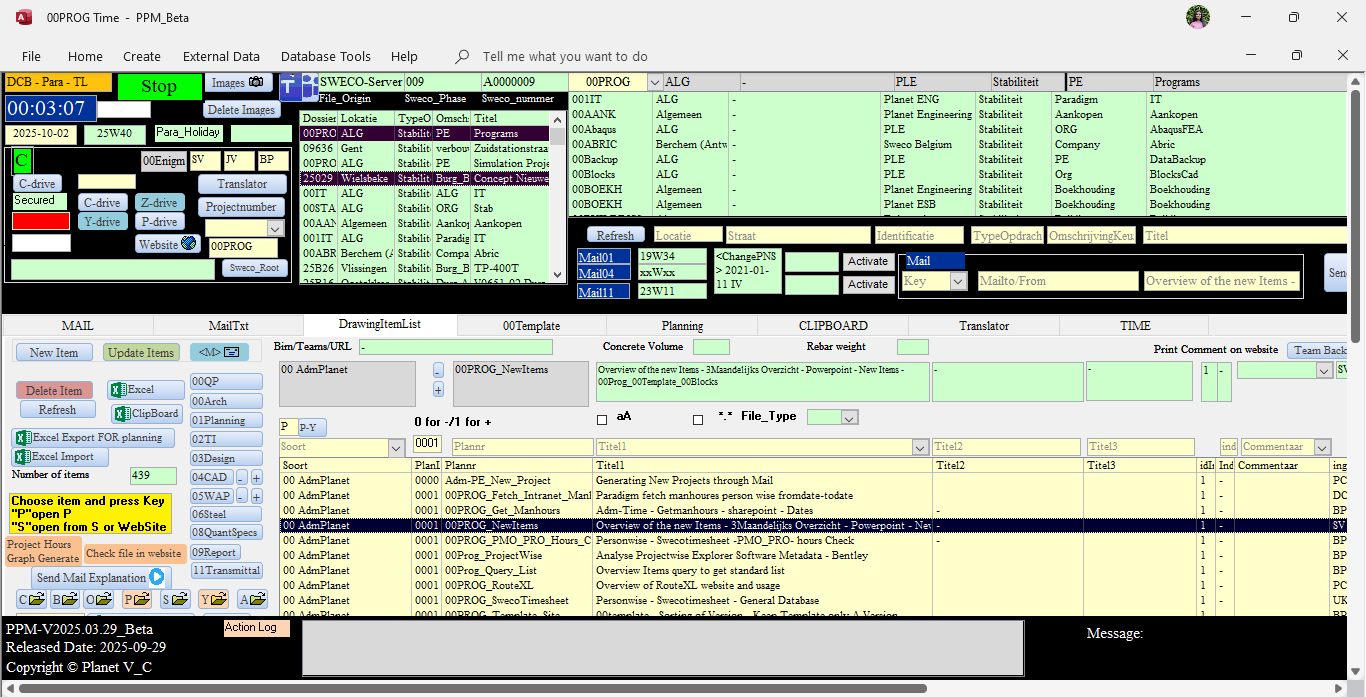 00PROG Time - PPM_Beta
File Home Create External Data Database Tools Help Tell me what you want to do
DCB - Para - TL Stop Images SWECO-Server 009 A0000009 00PROG ALG - PLE Stabiliteit PE Programs
00:03:07 Delete Images File_Origin Sweco_Phase Sweco_nummer
2025-10-02 25W40 Para_Holiday
C 00Enigm SV JV BP
C-drive Translator
Secured C-drive Z-drive Projectnumber
Y-drive P-drive
Website 00PROG
Sweco_Root
Dossier Locatie TypeO Omsch Titel
00PRO ALG Stabilit PE Programs
09636 Gent Stabilit verbouw Zuidstationstraa
00PRO ALG Stabilit PE Simulation Proje
25029 Wielsbeke Stabilit Burg_B Concept Nieuwe
00IT ALG Stabilit ALG IT
00STA ALG Stabilit ORG Stab
00AAN Algemeen Stabilit Aankoj Aankopen
001IT ALG Stabilit Paradig IT
00ABR Berchem (A Stabilit Compa Abric
25B26 Vlissingen Stabilit Burg_B TP-400T
001IT ALG - Planet ENG Stabiliteit Paradigm IT
00AANK Algemeen - Planet Engineering Stabiliteit Aankopen Aankopen
00Abaqus ALG - PLE Stabiliteit ORG AbaqusFEA
00ABRIC Berchem (Antw - Sweco Belgium Stabiliteit Company Abric
00Backup ALG - PLE Stabiliteit PE DataBackup
00Blocks ALG - PLE Stabiliteit Org BlocksCad
00BOEKH Algemeen - Planet Engineering Stabiliteit Boekhouding Boekhouding
00BOEKH Algemeen - Planet ESB Stabiliteit Boekhouding Boekhouding
Refresh Locatie Straat Identificatie TypeOpdrach OmschrijvingKeu Titel
Mail01 19W34 <ChangePNS Activate Mail
Mail04 xxWxx > 2021-01- Key Mailto/From Overview of the new Items -
Mail11 23W11 11 IV Activate
MAIL MailTxt DrawingItemList 00Template Planning CLIPBOARD Translator TIME
New Item Update Items <M> Bim/Teams/URL - Concrete Volume Rebar weight Print Comment on website Team Back
Delete Item Excel 00QP 00 AdmPlanet - 00PROG_NewItems Overview of the new Items - 3Maandelijks Overzicht - Powerpoint - New Items - - - 1 - SV
00Prog_00Template_00Blocks
Refresh ClipBoard 00Arch +
Excel Export FOR planning 01Planning P P-Y 0 for -/1 for + aA *.* File_Type
Excel Import 02TI Soort 0001 Plannr Titel1 Titel2 Titel3 ind Commentaar
Number of items 439 03Design
04CAD - +
05WAP - +
06Steel
08QuantSpecs
09Report
11Transmittal
Choose item and press Key
"P"open P
"S"open from S or WebSite
Project Hours
Graph Generate
Check file in website
Send Mail Explanation
C B O P S Y A
Soort PlanI Plannr Titel1 Titel2 Titel3 idIs Ind Commentaar ing
00 AdmPlanet 0000 Adm-PE_New_Project Generating New Projects through Mail 1 - PC
00 AdmPlanet 0001 00PROG_Fetch_Intranet_Manl Paradigm fetch manhoures person wise fromdate-todate 1 - DC
00 AdmPlanet 0001 00PROG_Get_Manhours Adm-Time - Getmanhours - sharepoint - Dates - 1 - BP
00 AdmPlanet 0001 00PROG_NewItems Overview of the new Items - 3Maandelijks Overzicht - Powerpoint - Nev - 1 - SV
00 AdmPlanet 0001 00PROG_PMO_PRO_Hours_C Personwise - Swecotimesheet -PMO_PRO- hours Check - 1 - BP
00 AdmPlanet 0001 00Prog_ProjectWise Analyse Projectwise Explorer Software Metadata - Bentley 1 - BP
00 AdmPlanet 0001 00Prog_Query_List Overview Items query to get standard list 1 - BP
00 AdmPlanet 0001 00PROG_RouteXL Overview of RouteXL website and usage 1 - PC
00 AdmPlanet 0001 00PROG_SwecoTimesheet Personwise - Swecotimesheet - General Database 1 - UK
PPM-V2025.03.29_Beta Action Log Message:
Released Date: 2025-09-29
Copyright © Planet V_C